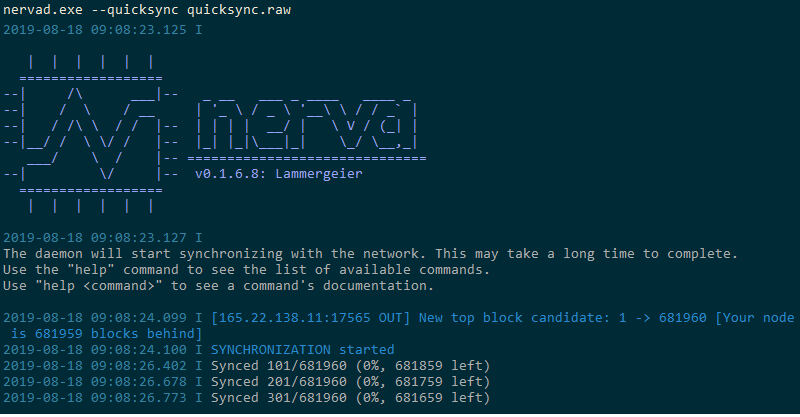 nervad.exe --quicksync quicksync.raw
2019-08-18 09:08:23.125 I
nerva
v0.1.6.8: Lammergeier
2019-08-18 09:08:23.127 I
The daemon will start synchronizing with the network. This may take a long time to complete.
Use the "help" command to see the list of available commands.
Use "help <command>" to see a command's documentation.
2019-08-18 09:08:24.099 I [165.22.138.11:17565 OUT] New top block candidate: 1 -> 681960 [Your node
is 681959 blocks behind]
2019-08-18 09:08:24.100 I SYNCHRONIZATION started
2019-08-18 09:08:26.402 I Synced 101/681960 (0%, 681859 left)
2019-08-18 09:08:26.678 I Synced 201/681960 (0%, 681759 left)
2019-08-18 09:08:26.773 I Synced 301/681960 (0%, 681659 left)